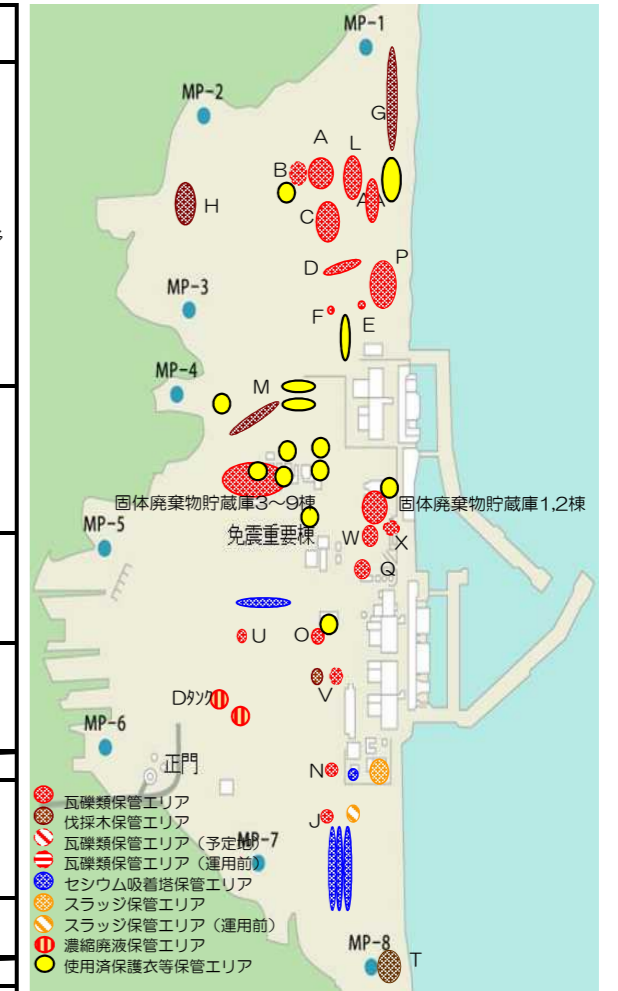 MP-1
MP-2
G
A
L
B
AA
H
C
P
D
MP-3
F
E
MP-4
M
固体廃棄物貯蔵庫3～9棟
固体廃棄物貯蔵庫1,2棟
MP-5
免震重要棟
W
X
Q
U
O
V
Dタンク
MP-6
正門
N
瓦礫類保管エリア
伐採木保管エリア
J
瓦礫類保管エリア（予定地）
MP-7
瓦礫類保管エリア（運用前）
セシウム吸着塔保管エリア
スラッジ保管エリア
スラッジ保管エリア（運用前）
濃縮廃液保管エリア
使用済保護衣等保管エリア
MP-8
T